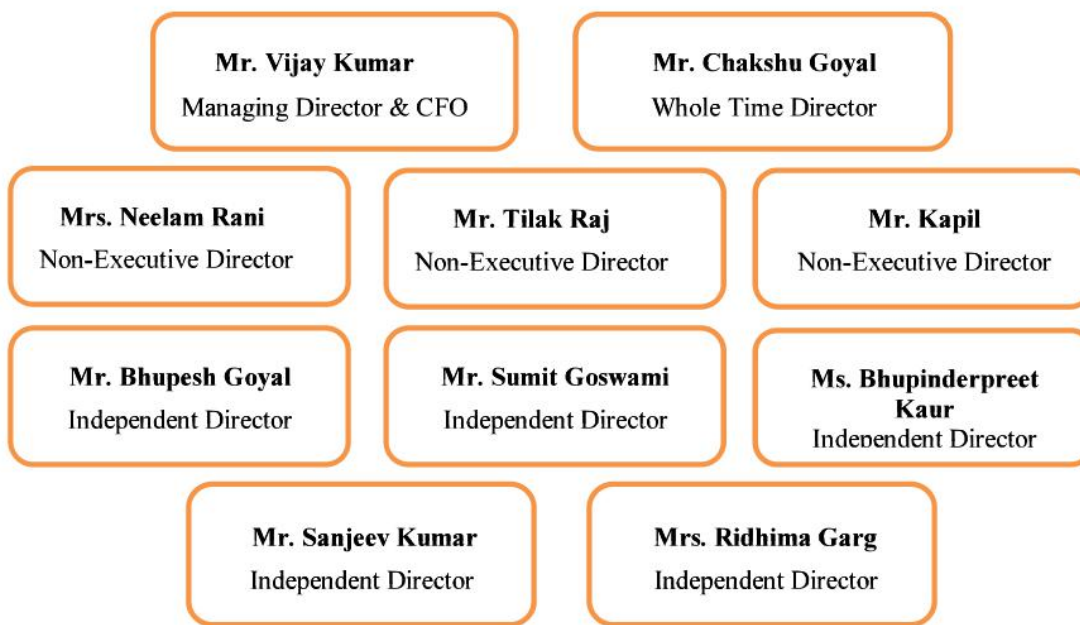 Mr. Vijay Kumar
Managing Director & CFO
Mr. Chakshu Goyal
Whole Time Director
Mrs. Neelam Rani
Non-Executive Director
Mr. Tilak Raj
Non-Executive Director
Mr. Kapil
Non-Executive Director
Mr. Bhupesh Goyal
Independent Director
Mr. Sumit Goswami
Independent Director
Ms. Bhupinderpreet
Kaur
Independent Director
Mr. Sanjeev Kumar
Independent Director
Mrs. Ridhima Garg
Independent Director